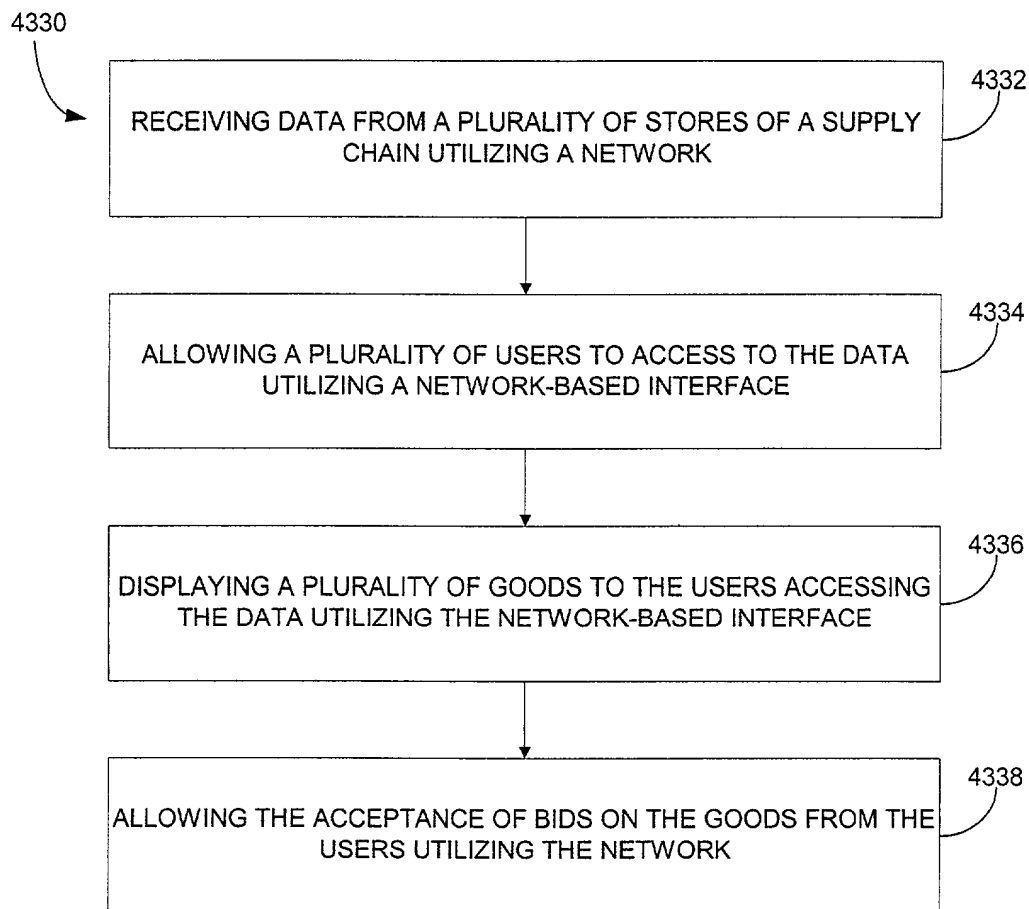 4330
4332
RECEIVING DATA FROM A PLURALITY OF STORES OF A SUPPLY
CHAIN UTILIZING A NETWORK
4334
ALLOWING A PLURALITY OF USERS TO ACCESS TO THE DATA
UTILIZING A NETWORK-BASED INTERFACE
4336
DISPLAYING A PLURALITY OF GOODS TO THE USERS ACCESSING
THE DATA UTILIZING THE NETWORK-BASED INTERFACE
4338
ALLOWING THE ACCEPTANCE OF BIDS ON THE GOODS FROM THE
USERS UTILIZING THE NETWORK